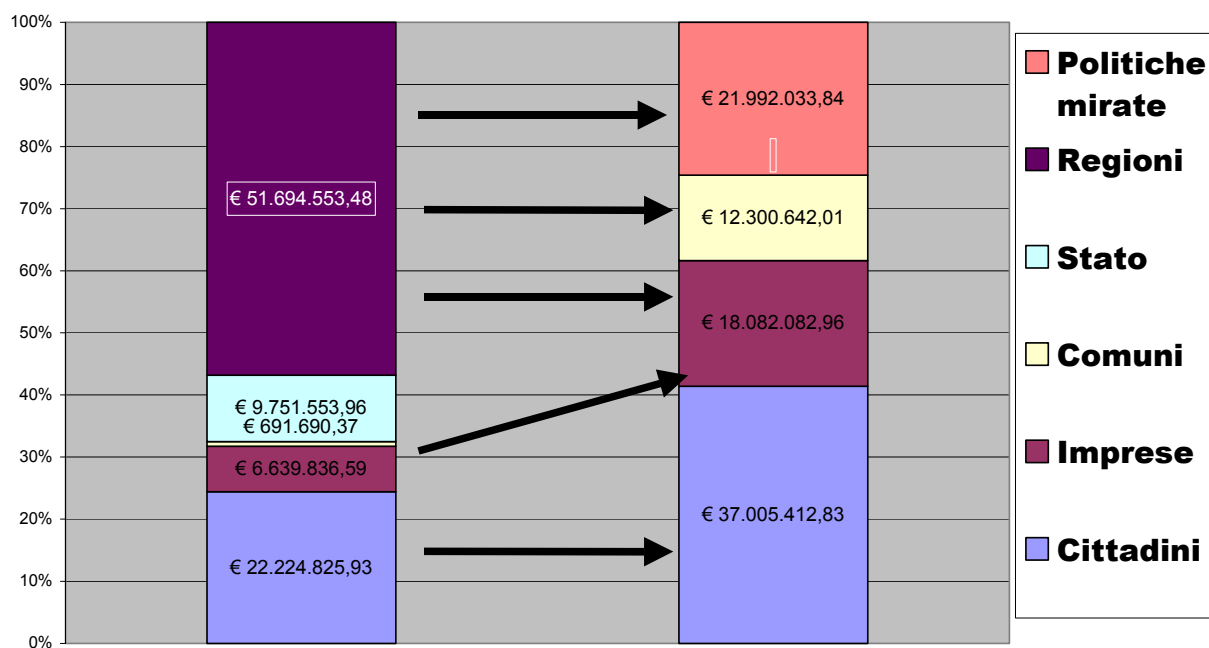 100%
90%
80%
70%
60%
50%
40%
30%
20%
10%
0%
€ 51.694.553,48
€ 9.751.553,96
€ 691.690,37
€ 6.639.836,59
€ 22.224.825,93
€ 21.992.033,84
€ 12.300.642,01
€ 18.082.082,96
€ 37.005.412,83
Politiche
mirate
Regioni
Stato
Comuni
Imprese
Cittadini